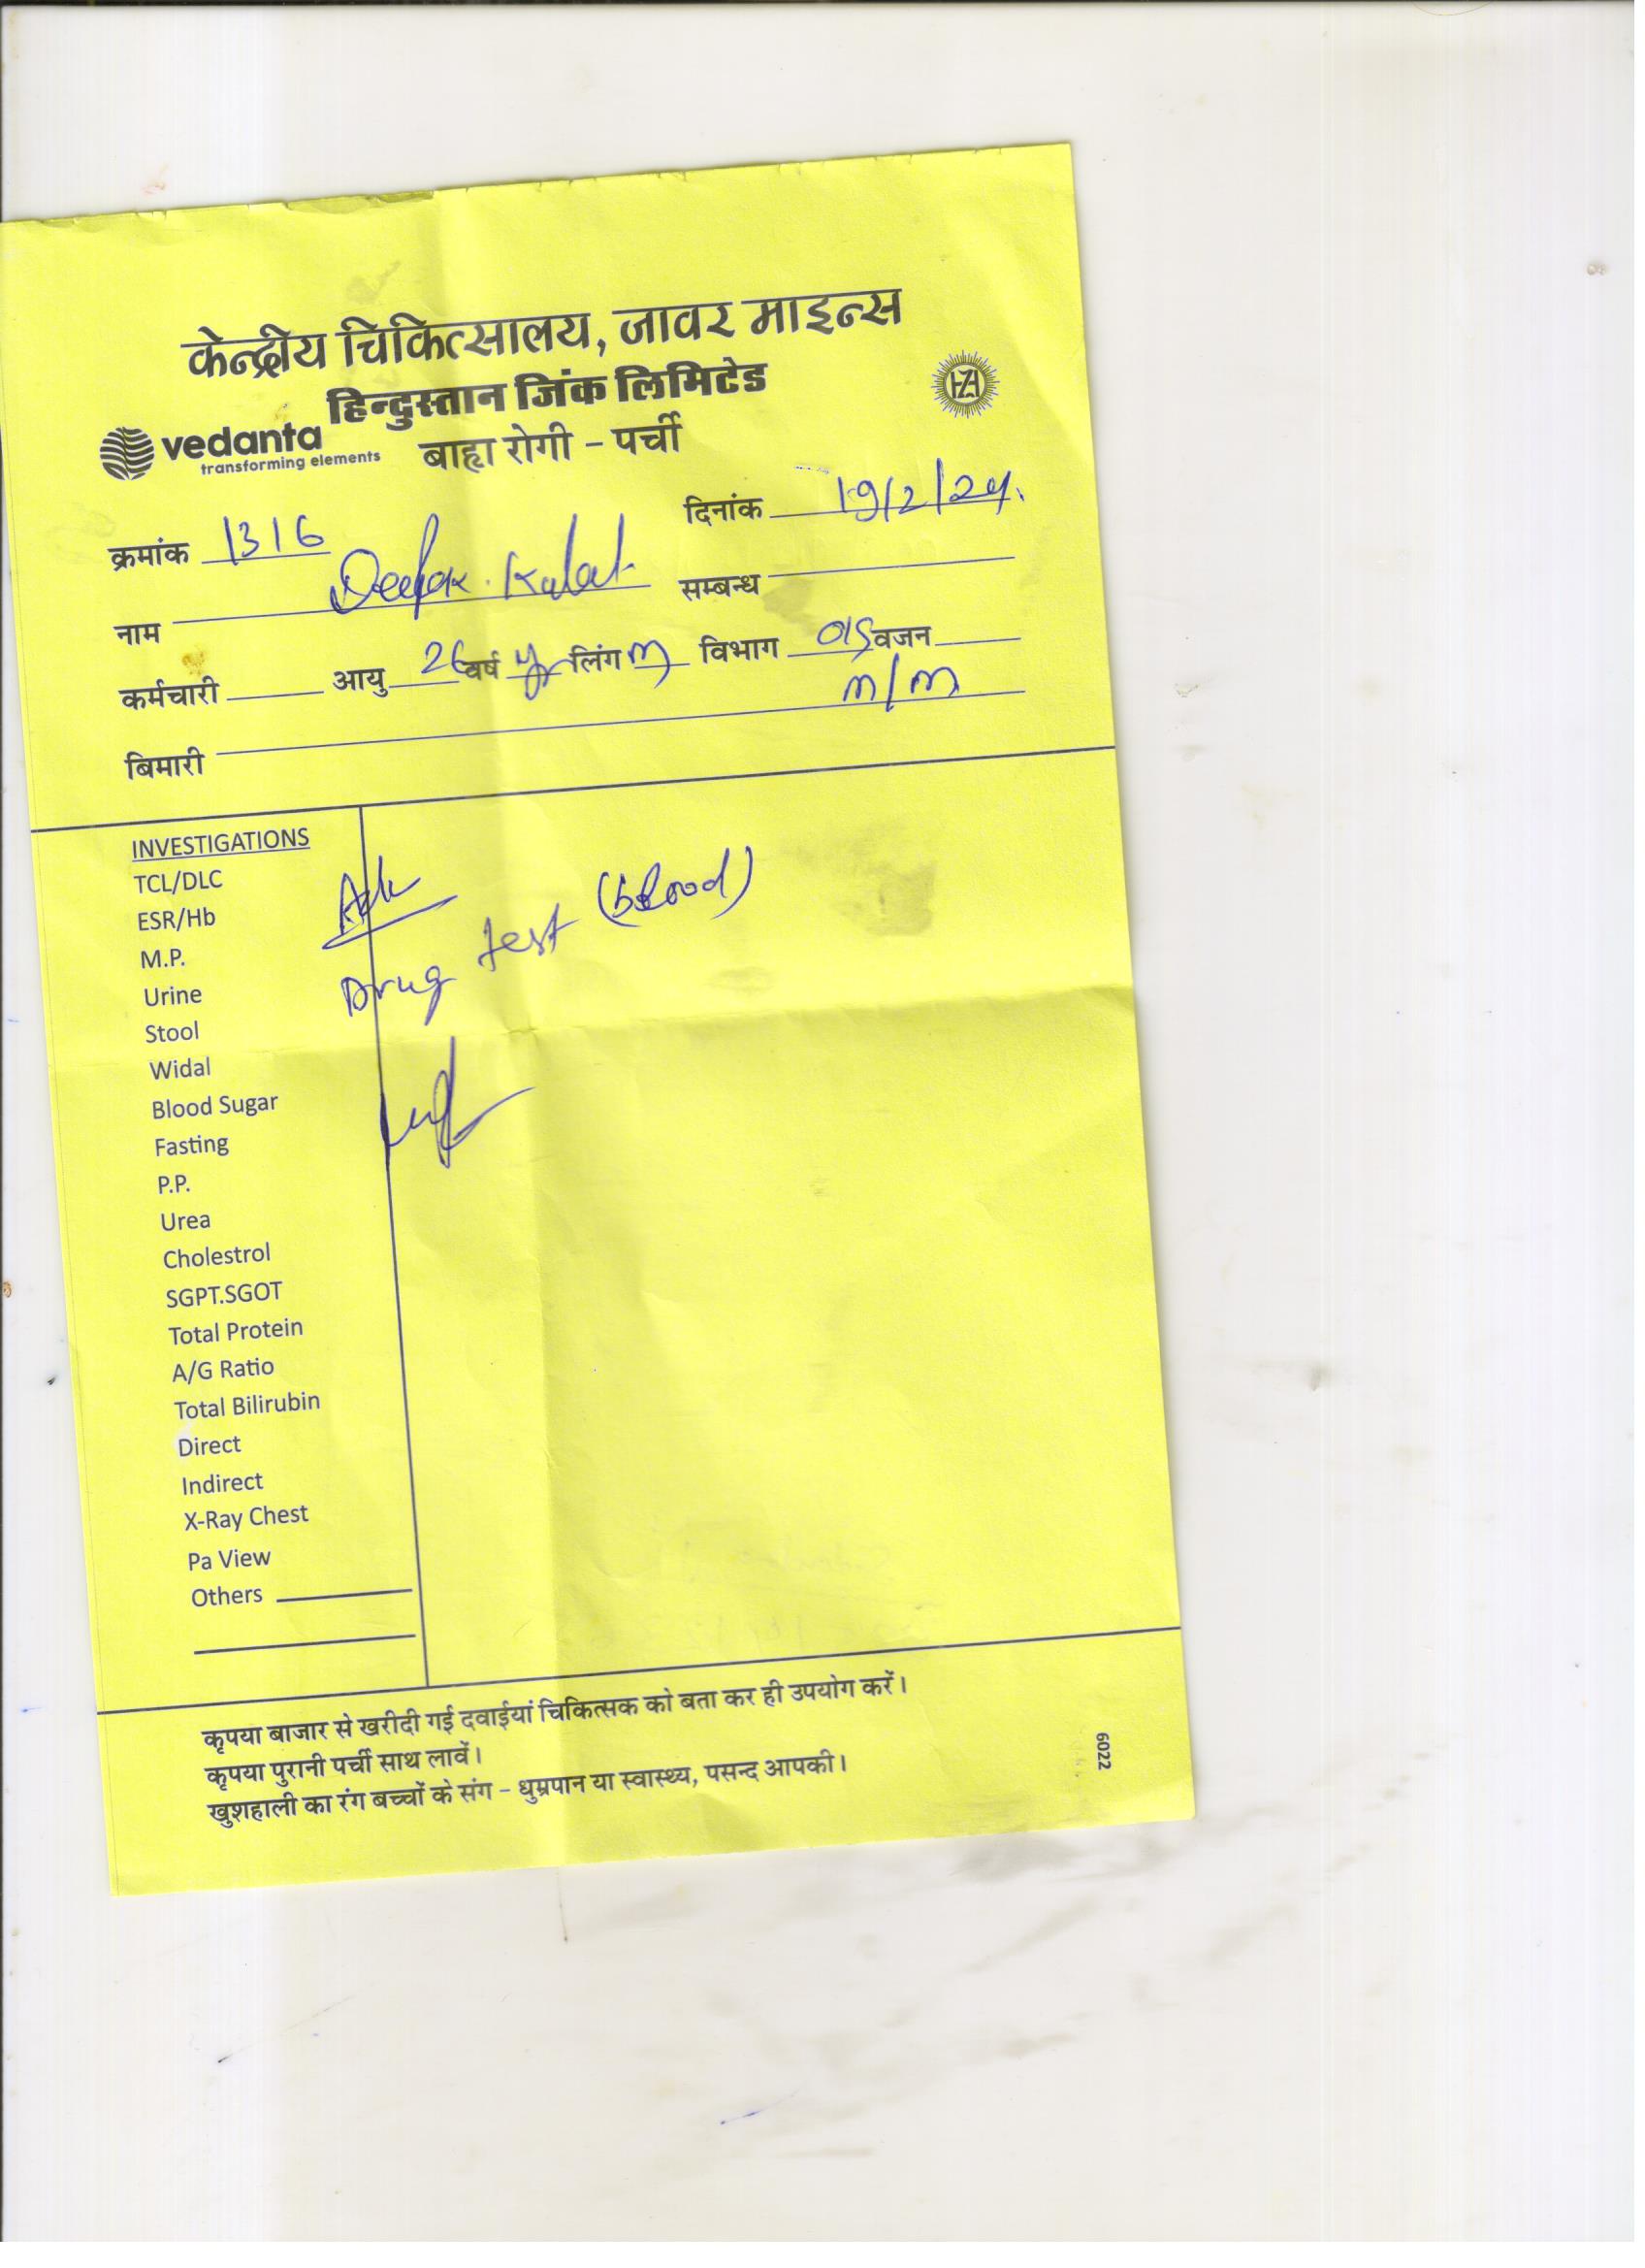 केन्द्रीय चिकित्सालय, जावर माइन्स
हिन्दुस्तान जिंक लिमिटेड
vedanta
transforming elements
बाह्य रोगी - पर्ची
HZ
क्रमांक 1316 दिनांक 19/2/24.
नाम Deepak सम्बन्ध
कर्मचारी आयु 26 वर्ष yr लिंग m विभाग वजन
m/m
बिमारी
INVESTIGATIONS
TCL/DLC
ESR/Hb
M.P.
Urine
Stool
Widal
Blood Sugar
Fasting
P.P.
Urea
Cholestrol
SGPT.SGOT
Total Protein
A/G Ratio
Total Bilirubin
Direct
Indirect
X-Ray Chest
Pa View
Others
Drug test (blood)
कृपया बाजार से खरीदी गई दवाईयां चिकित्सक को बता कर ही उपयोग करें।
कृपया पुरानी पर्ची साथ लावें।
खुशहाली का रंग बच्चों के संग - धुम्रपान या स्वास्थ्य, पसन्द आपकी।
6022